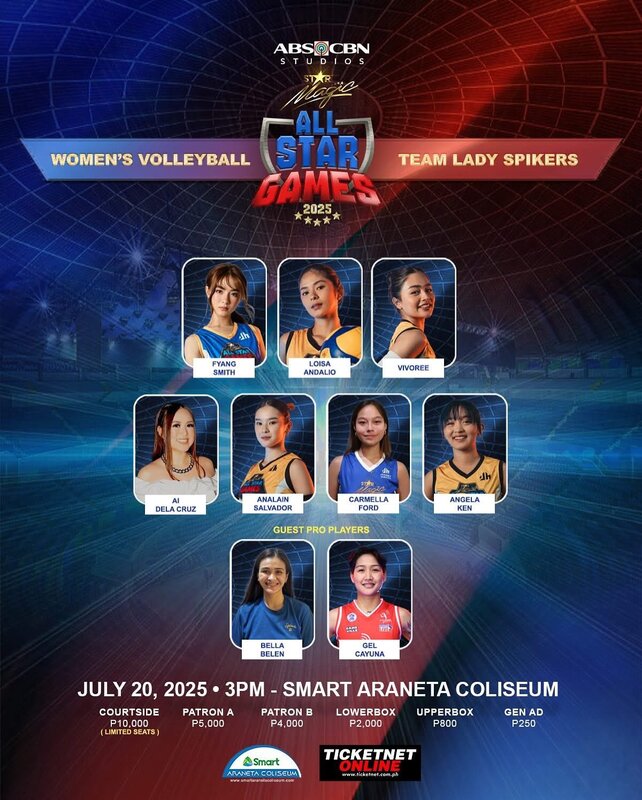 ABS-CBN
STUDIOS
STAR
Magic
ALL
STAR
GAMES
2025
WOMEN'S VOLLEYBALL
TEAM LADY SPIKERS
FYANG
SMITH
LOISA
ANDALIO
VIVOREE
AI
DELA CRUZ
ANALAIN
SALVADOR
CARMELLA
FORD
ANGELA
KEN
GUEST PRO PLAYERS
BELLA
BELEN
GEL
CAYUNA
JULY 20, 2025 • 3PM - SMART ARANETA COLISEUM
COURTSIDE PATRON A PATRON B LOWERBOX UPPERBOX GEN AD
P10,000 P5,000 P4,000 P2,000 P800 P250
( LIMITED SEATS )
Smart
ARANETA COLISEUM
www.smartaranetacoliseum.com
TICKETNET
ONLINE
www.ticketnet.com.ph